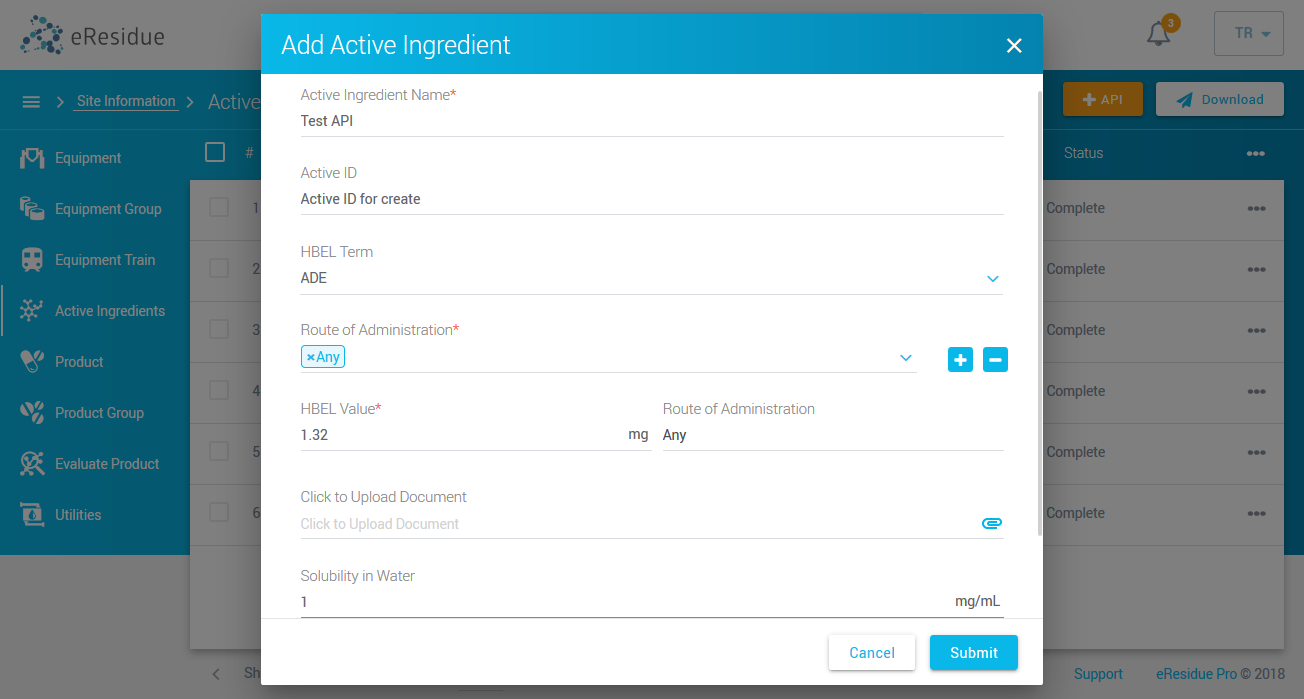 eResidue
3
TR
Site Information
Active
API
Download
Add Active Ingredient
Active Ingredient Name*
Test API
Active ID
Active ID for create
HBEL Term
ADE
Route of Administration*
×Any
HBEL Value*
1.32 mg
Route of Administration
Any
Click to Upload Document
Click to Upload Document
Solubility in Water
1 mg/mL
Cancel
Submit
Equipment
Equipment Group
Equipment Train
Active Ingredients
Product
Product Group
Evaluate Product
Utilities
# Status
1 Complete
2 Complete
3 Complete
4 Complete
5 Complete
6 Complete
Sh
Support
eResidue Pro © 2018